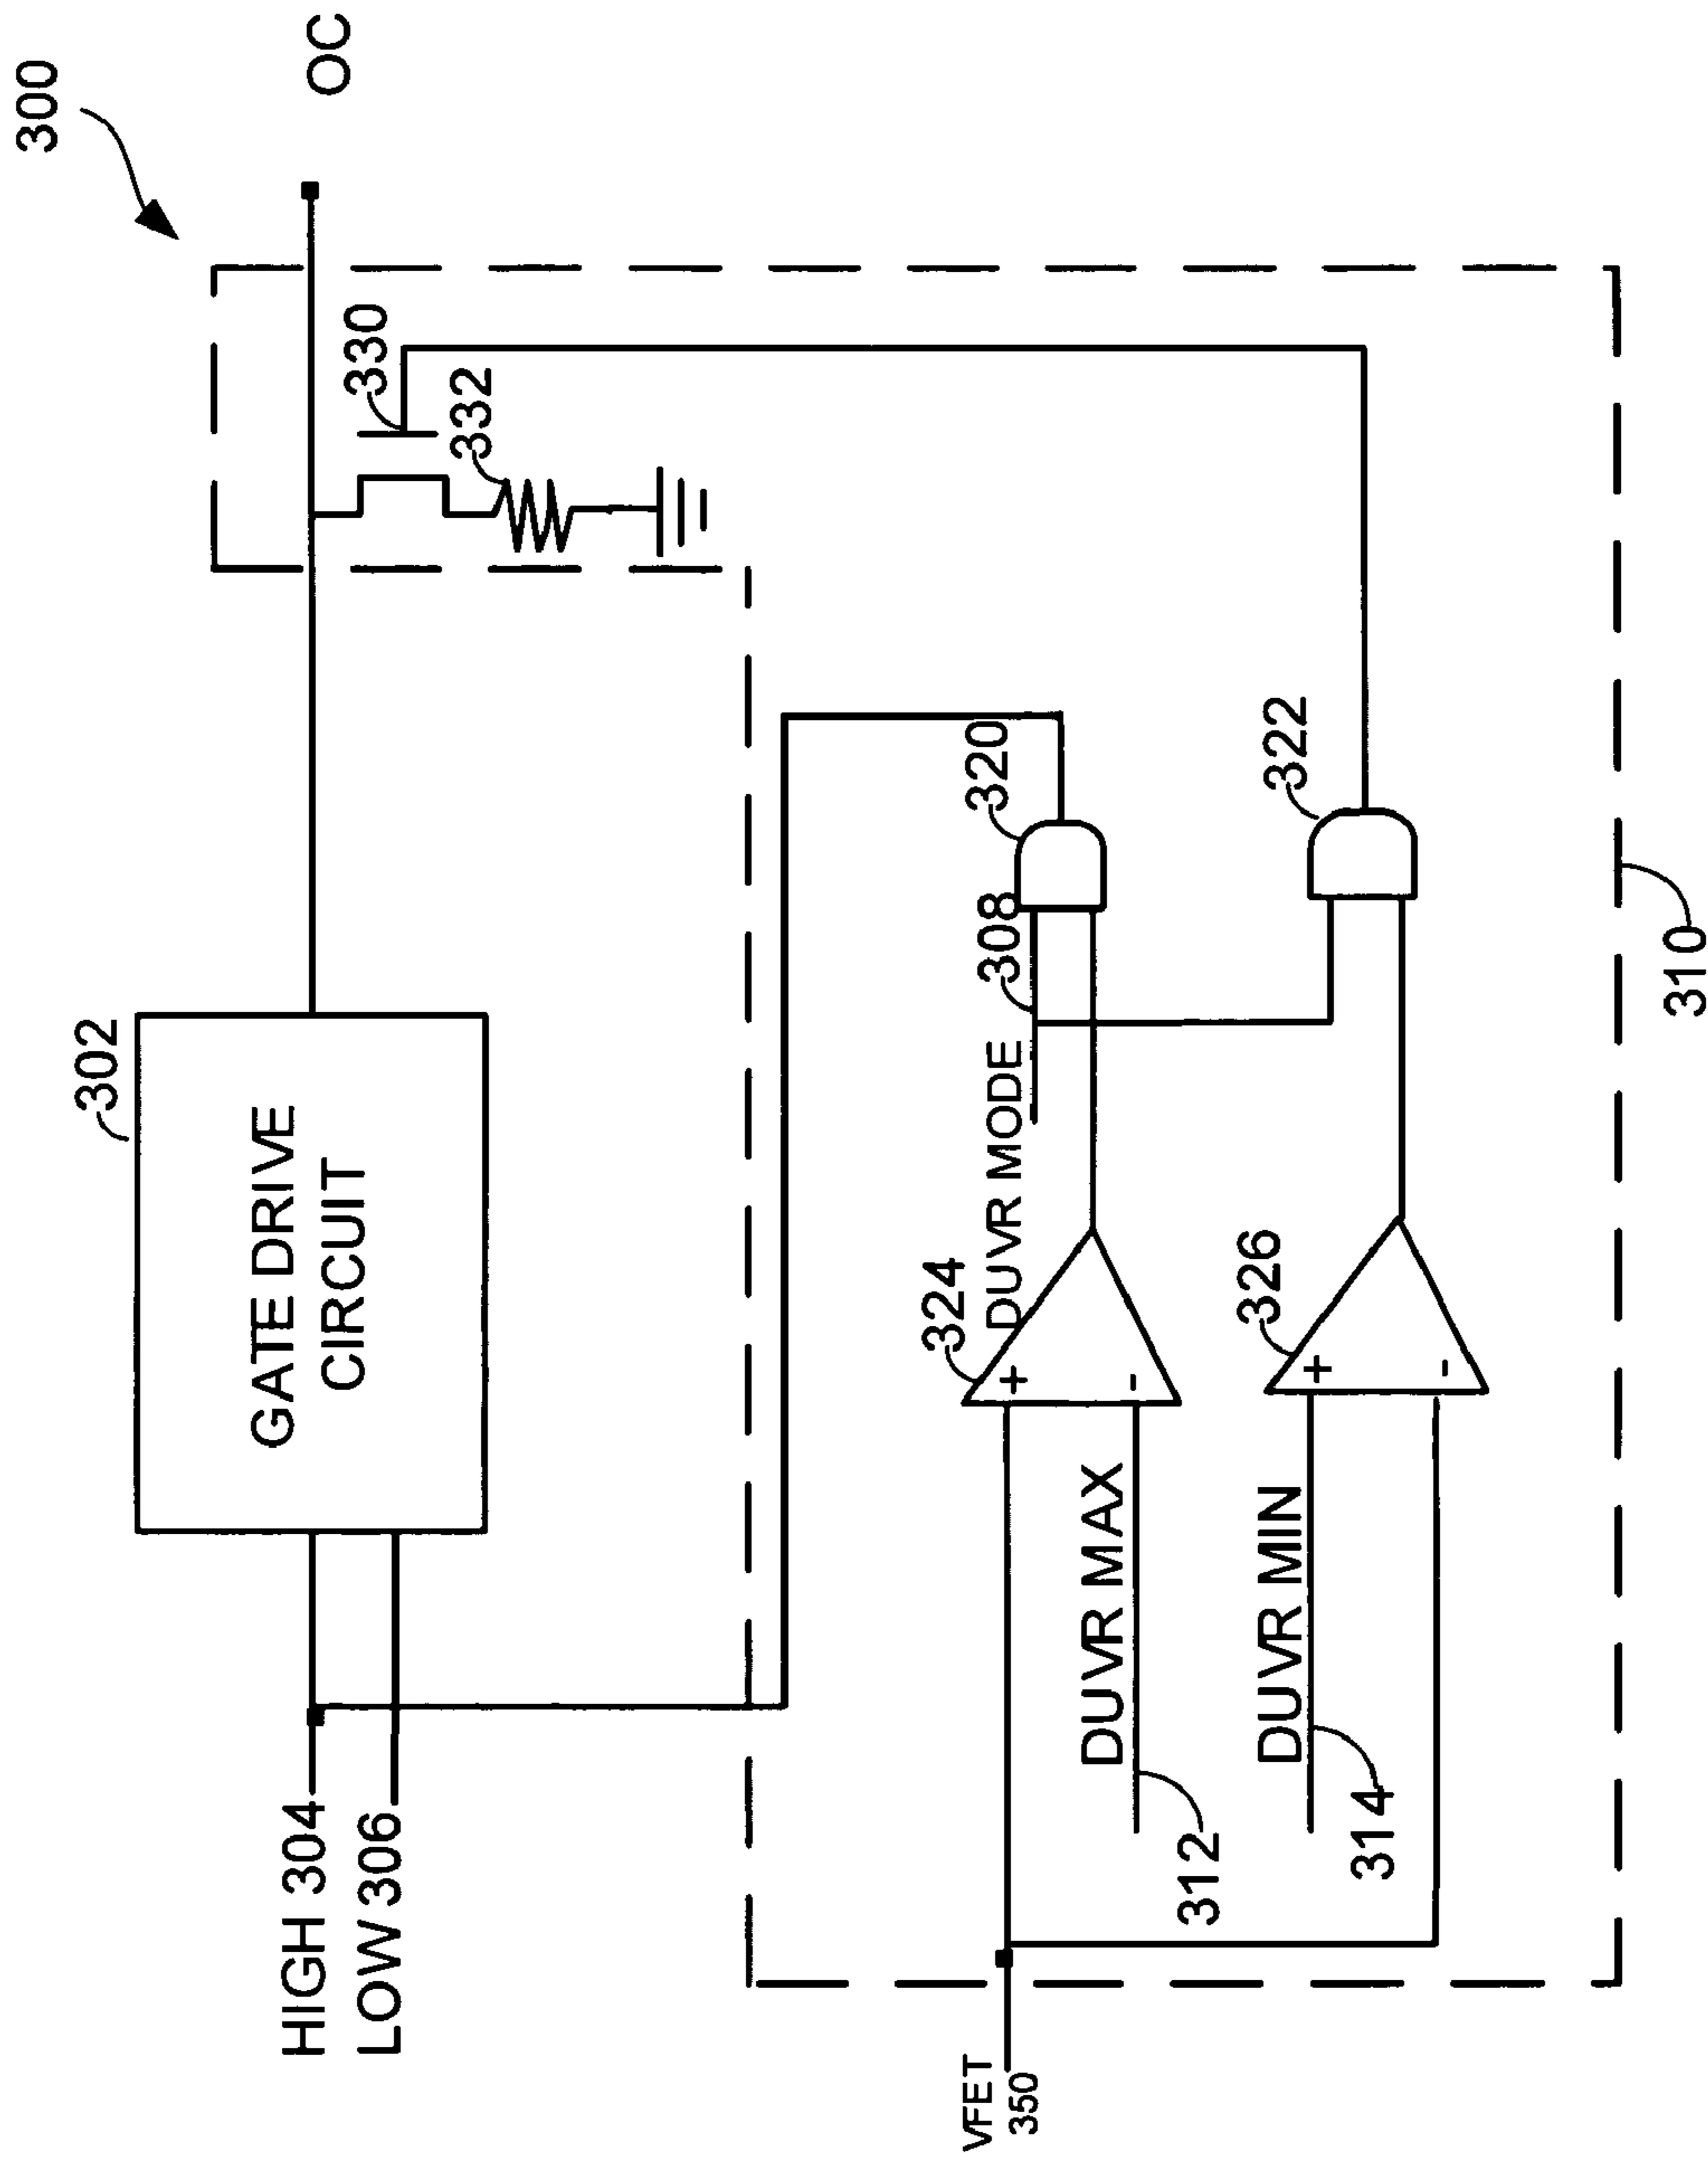 300
OC
302
GATE DRIVE
CIRCUIT
330
332
HIGH 304
LOW 306
320
308
DUVR MODE
324
+
-
DUVR MAX
312
322
326
+
-
DUVR MIN
314
VFET
350
310